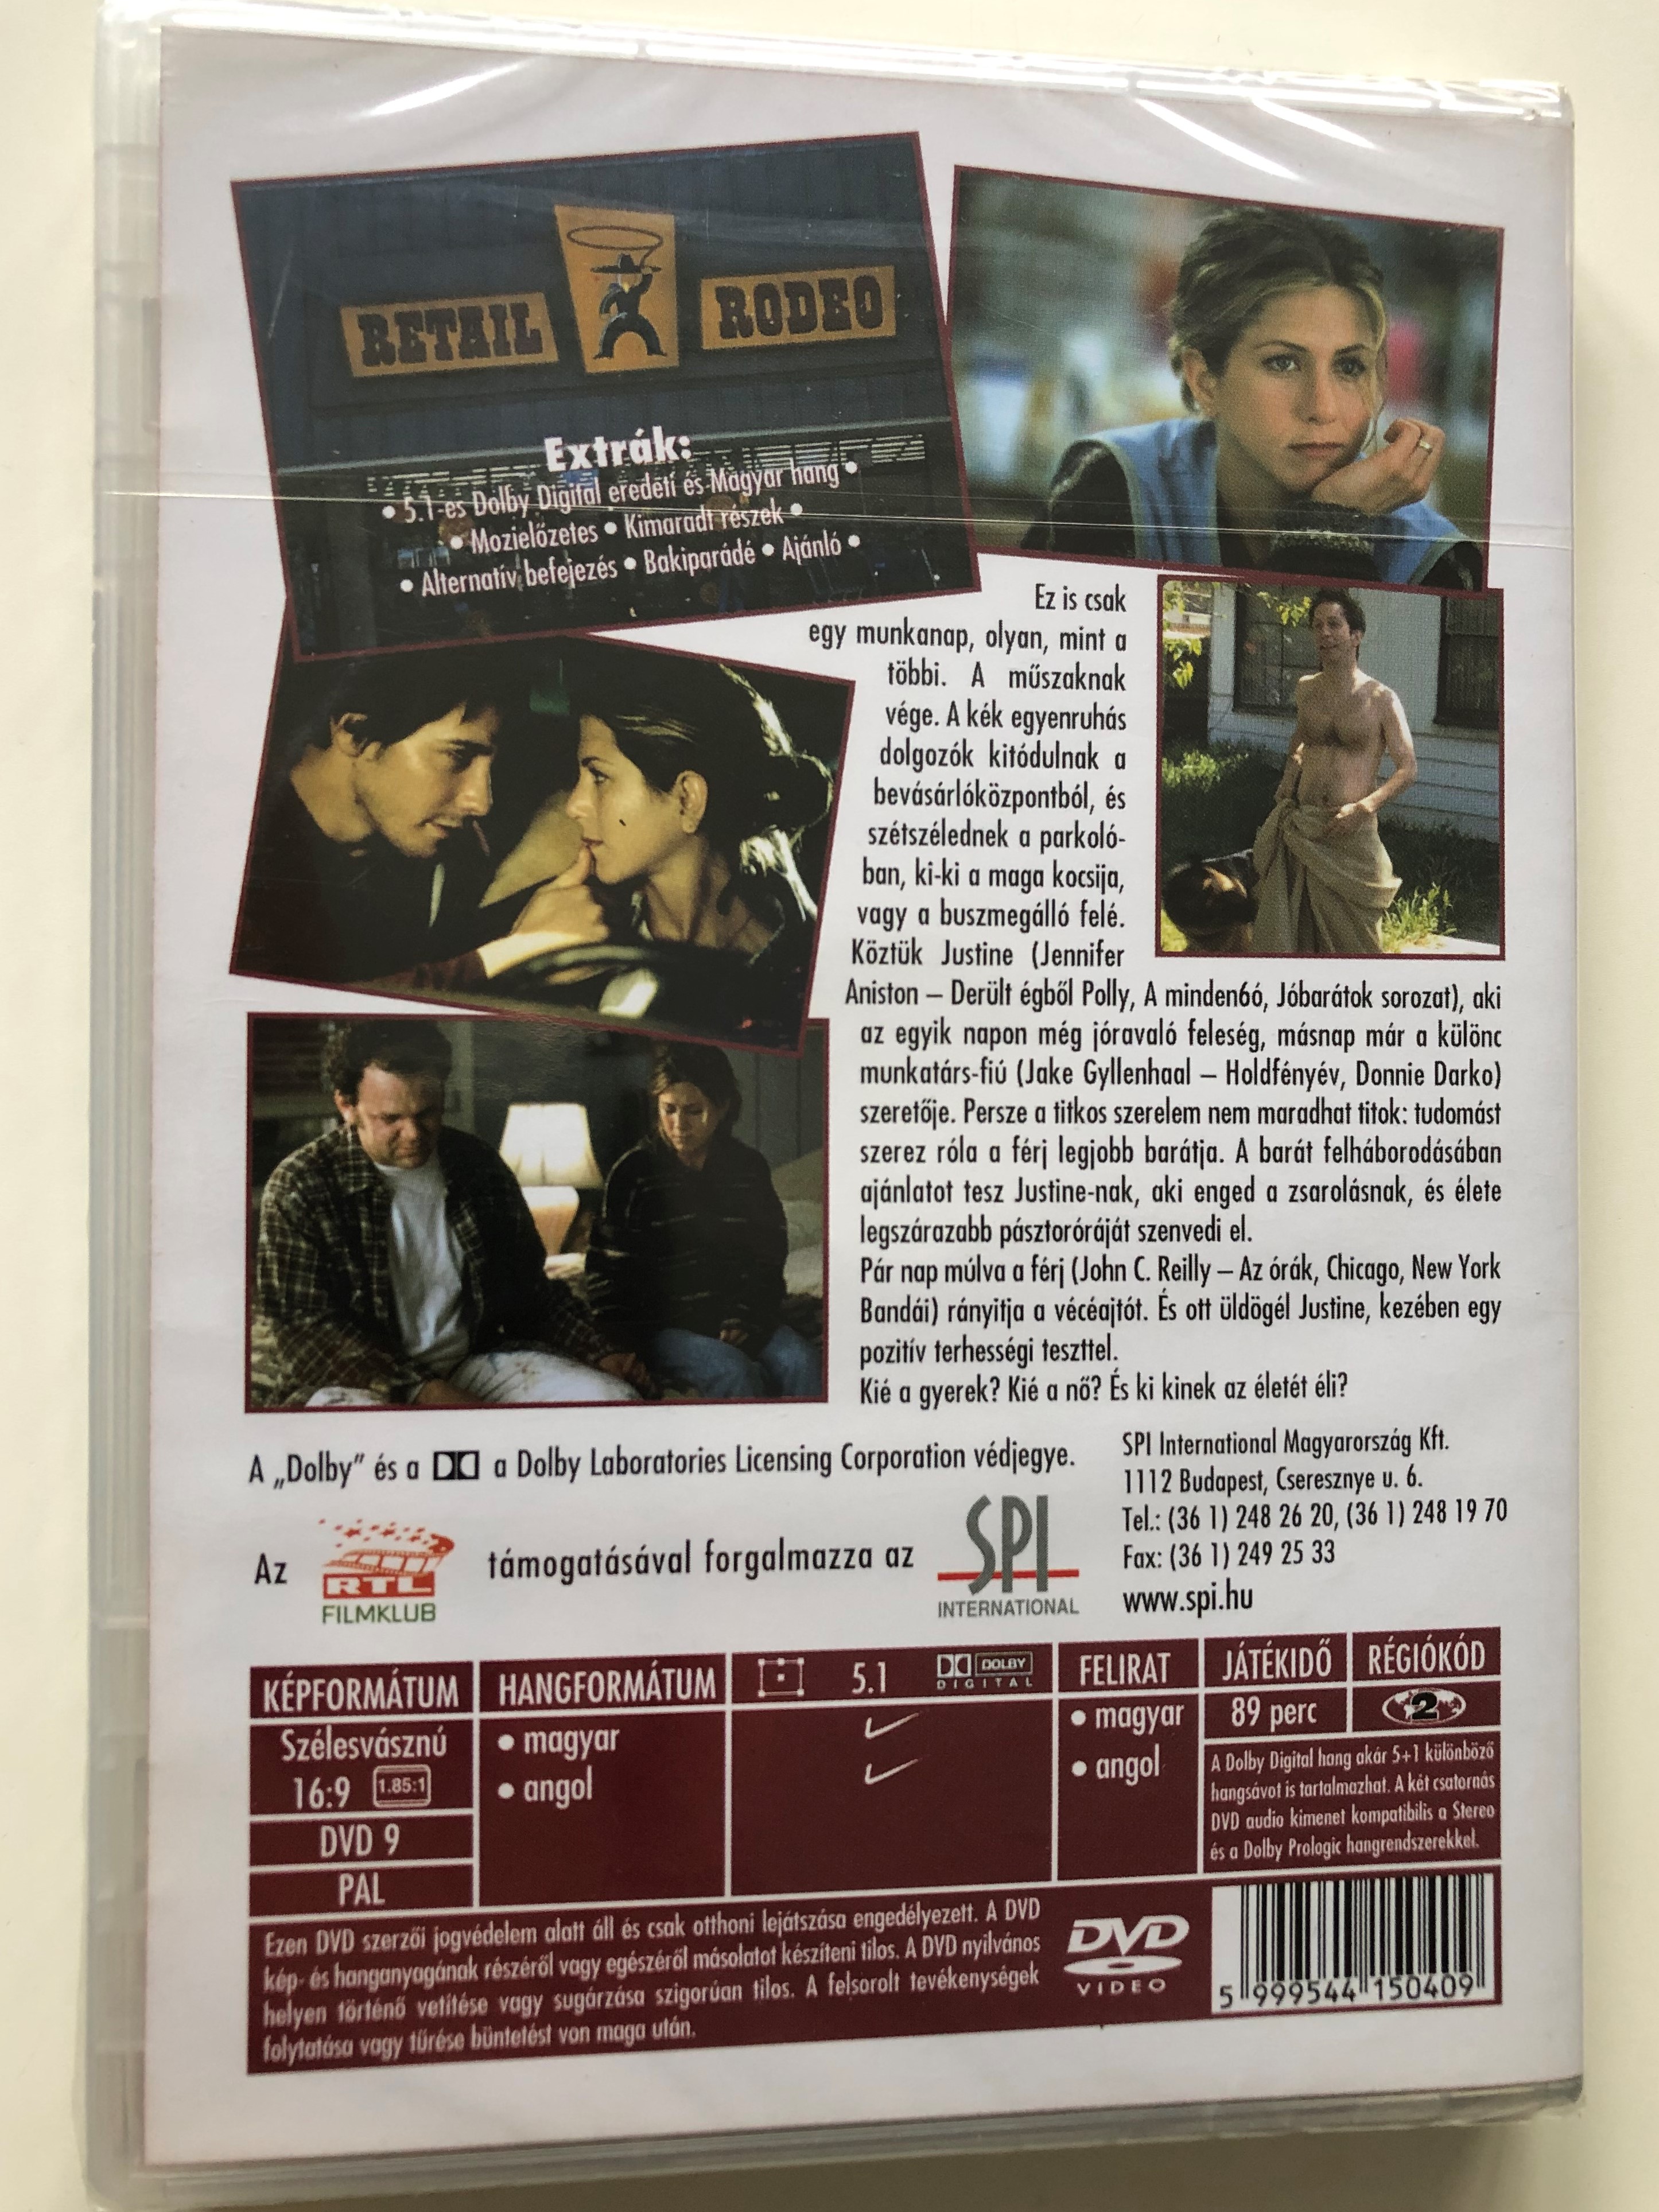 RETAIL RODEO
Extrák:
• 5.1-es Dolby Digital eredeti és Magyar hang •
• Mozielőzetes • Kimaradt részek •
• Alternatív befejezés • Bakiparádé • Ajánló •
Ez is csak
egy munkanap, olyan, mint a
többi. A műszaknak
vége. A kék egyenruhás
dolgozók kitódulnak a
bevásárlóközpontból, és
szétszélednek a parkoló-
ban, ki-ki a maga kocsija,
vagy a buszmegálló felé.
Köztük Justine (Jennifer
Aniston – Derült égből Polly, A minden6ó, Jóbarátok sorozat), aki
az egyik napon még jóravaló feleség, másnap már a különc
munkatárs-fiú (Jake Gyllenhaal – Holdfényév, Donnie Darko)
szeretője. Persze a titkos szerelem nem maradhat titok: tudomást
szerez róla a férj legjobb barátja. A barát felháborodásában
ajánlatot tesz Justine-nak, aki enged a zsarolásnak, és élete
legszárazabb pásztoróráját szenvedi el.
Pár nap múlva a férj (John C. Reilly – Az órák, Chicago, New York
Bandái) rányitja a vécéajtót. És ott üldögél Justine, kezében egy
pozitív terhességi teszttel.
Kié a gyerek? Kié a nő? És ki kinek az életét éli?
A „Dolby" és a a Dolby Laboratories Licensing Corporation védjegye.
SPI International Magyarország Kft.
1112 Budapest, Cseresznye u. 6.
Tel.: (36 1) 248 26 20, (36 1) 248 19 70
Fax: (36 1) 249 25 33
www.spi.hu
Az RTL FILMKLUB támogatásával forgalmazza az SPI INTERNATIONAL
KÉPFORMÁTUM
Szélesvásznú
16:9 1.85:1
DVD 9
PAL
HANGFORMÁTUM
• magyar
• angol
5.1 DOLBY DIGITAL
FELIRAT
• magyar
• angol
JÁTÉKIDŐ
89 perc
RÉGIÓKÓD
2
A Dolby Digital hang akár 5+1 különböző
hangsávot is tartalmazhat. A két csatornás
DVD audio kimenet kompatibilis a Stereo
és a Dolby Prologic hangrendszerekkel.
Ezen DVD szerzői jogvédelem alatt áll és csak otthoni lejátszása engedélyezett. A DVD
kép- és hanganyagának részéről vagy egészéről másolatot készíteni tilos. A DVD nyilvános
helyen történő vetítése vagy sugárzása szigorúan tilos. A felsorolt tevékenységek
folytatása vagy tűrése büntetést von maga után.
DVD
VIDEO
5 999544 150409